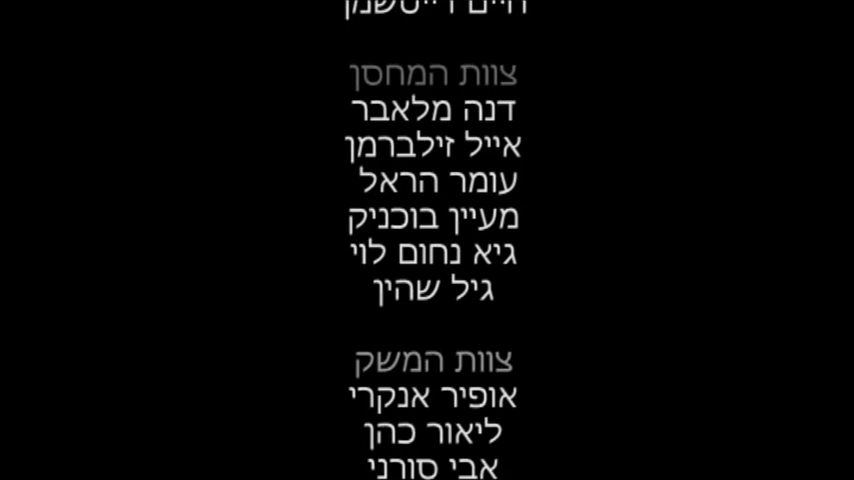 צוות המחסן
דנה מלאבר
אייל זילברמן
עומר הראל
מעיין בוכניק
גיא נחום לוי
גיל שהין
צוות המשק
אופיר אנקרי
ליאור כהן
אבי סורני